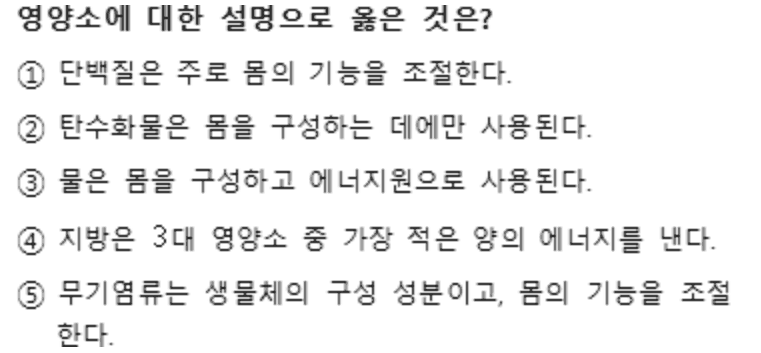 영양소에 대한 설명으로 옳은 것은?
① 단백질은 주로 몸의 기능을 조절한다.
② 탄수화물은 몸을 구성하는 데에만 사용된다.
③ 물은 몸을 구성하고 에너지원으로 사용된다.
④ 지방은 3대 영양소 중 가장 적은 양의 에너지를 낸다.
⑤ 무기염류는 생물체의 구성 성분이고, 몸의 기능을 조절
한다.